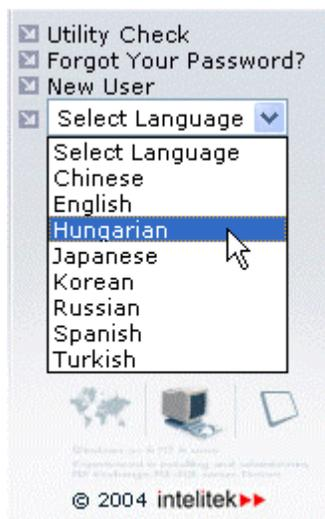 Utility Check
Forgot Your Password?
New User
Select Language
Select Language
Chinese
English
Hungarian
Japanese
Korean
Russian
Spanish
Turkish
© 2004 intelitek